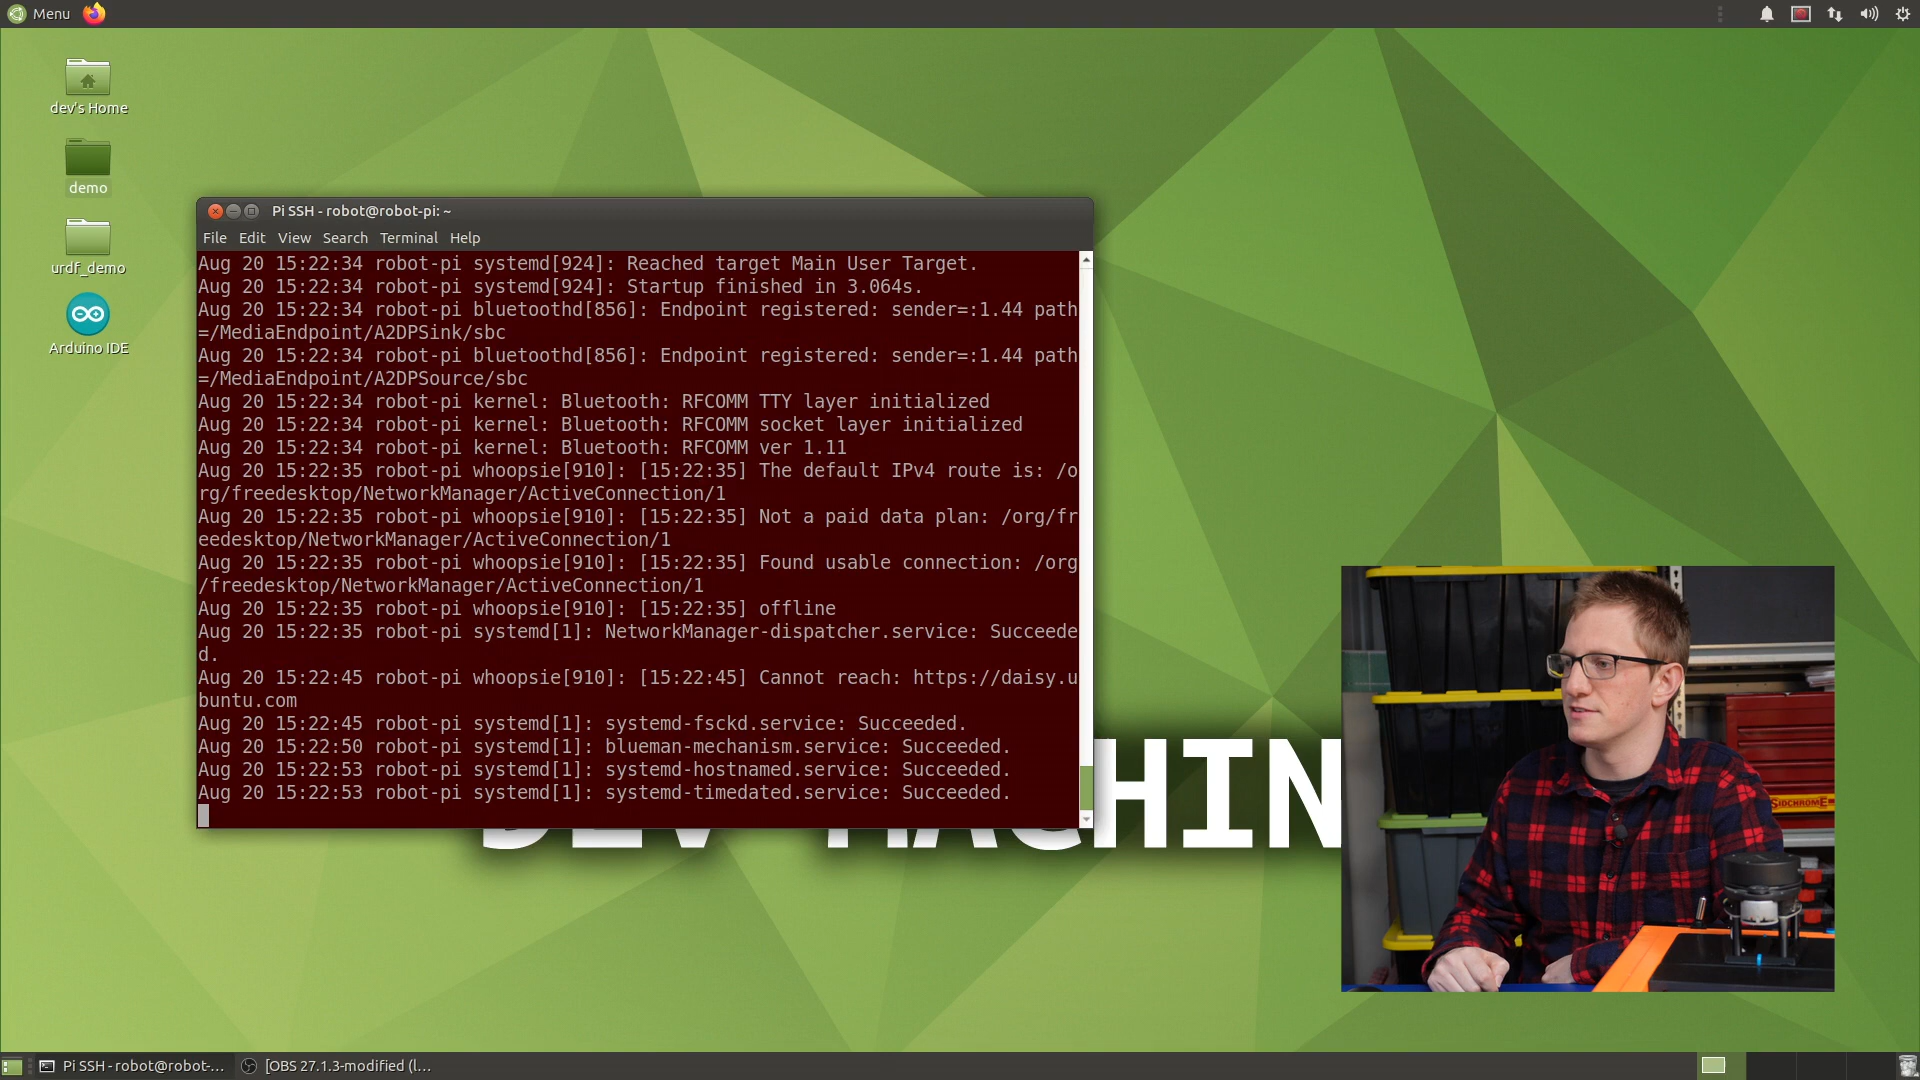 Menu
dev's Home
demo
urdf_demo
Arduino IDE
Pi SSH - robot@robot-pi: ~
File Edit View Search Terminal Help
Aug 20 15:22:34 robot-pi systemd[924]: Reached target Main User Target.
Aug 20 15:22:34 robot-pi systemd[924]: Startup finished in 3.064s.
Aug 20 15:22:34 robot-pi bluetoothd[856]: Endpoint registered: sender=:1.44 path
=/MediaEndpoint/A2DPSink/sbc
Aug 20 15:22:34 robot-pi bluetoothd[856]: Endpoint registered: sender=:1.44 path
=/MediaEndpoint/A2DPSource/sbc
Aug 20 15:22:34 robot-pi kernel: Bluetooth: RFCOMM TTY layer initialized
Aug 20 15:22:34 robot-pi kernel: Bluetooth: RFCOMM socket layer initialized
Aug 20 15:22:34 robot-pi kernel: Bluetooth: RFCOMM ver 1.11
Aug 20 15:22:35 robot-pi whoopsie[910]: [15:22:35] The default IPv4 route is: /o
rg/freedesktop/NetworkManager/ActiveConnection/1
Aug 20 15:22:35 robot-pi whoopsie[910]: [15:22:35] Not a paid data plan: /org/fr
eedesktop/NetworkManager/ActiveConnection/1
Aug 20 15:22:35 robot-pi whoopsie[910]: [15:22:35] Found usable connection: /org
/freedesktop/NetworkManager/ActiveConnection/1
Aug 20 15:22:35 robot-pi whoopsie[910]: [15:22:35] offline
Aug 20 15:22:35 robot-pi systemd[1]: NetworkManager-dispatcher.service: Succeede
d.
Aug 20 15:22:45 robot-pi whoopsie[910]: [15:22:45] Cannot reach: https://daisy.u
buntu.com
Aug 20 15:22:45 robot-pi systemd[1]: systemd-fsckd.service: Succeeded.
Aug 20 15:22:50 robot-pi systemd[1]: blueman-mechanism.service: Succeeded.
Aug 20 15:22:53 robot-pi systemd[1]: systemd-hostnamed.service: Succeeded.
Aug 20 15:22:53 robot-pi systemd[1]: systemd-timedated.service: Succeeded.
DEV MACHIN
SIDCHROME
Pi SSH - robot@robot-... [OBS 27.1.3-modified (l...